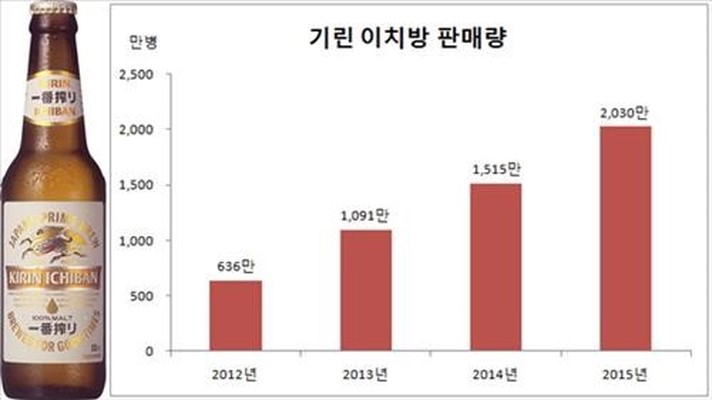 KIRIN
一番搾り
ICHIBAN
KIRIN ICHIBAN
100% MALT
一番搾り
기린 이치방 판매량
만병
2,500
2,000
1,500
1,000
500
0
636만
1,091만
1,515만
2,030만
2012년
2013년
2014년
2015년